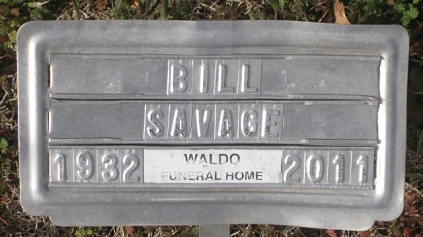 BILL
SAVAGE
1932 WALDO 2011
FUNERAL HOME